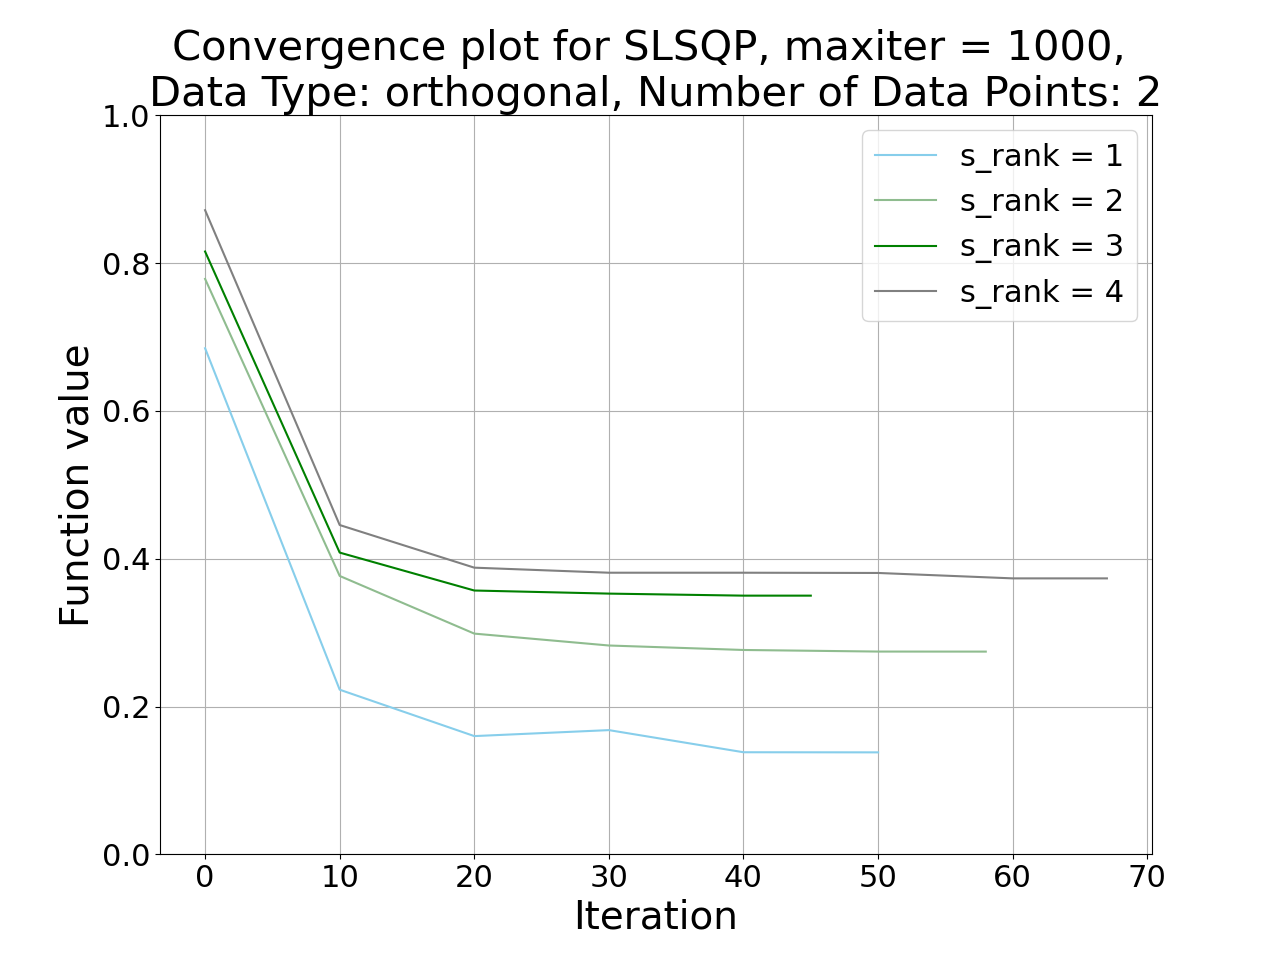 Convergence plot for SLSQP, maxiter = 1000,
Data Type: orthogonal, Number of Data Points: 2
1.0
0.8
0.6
0.4
0.2
0.0
Function value
s_rank = 1
s_rank = 2
s_rank = 3
s_rank = 4
0 10 20 30 40 50 60 70
Iteration